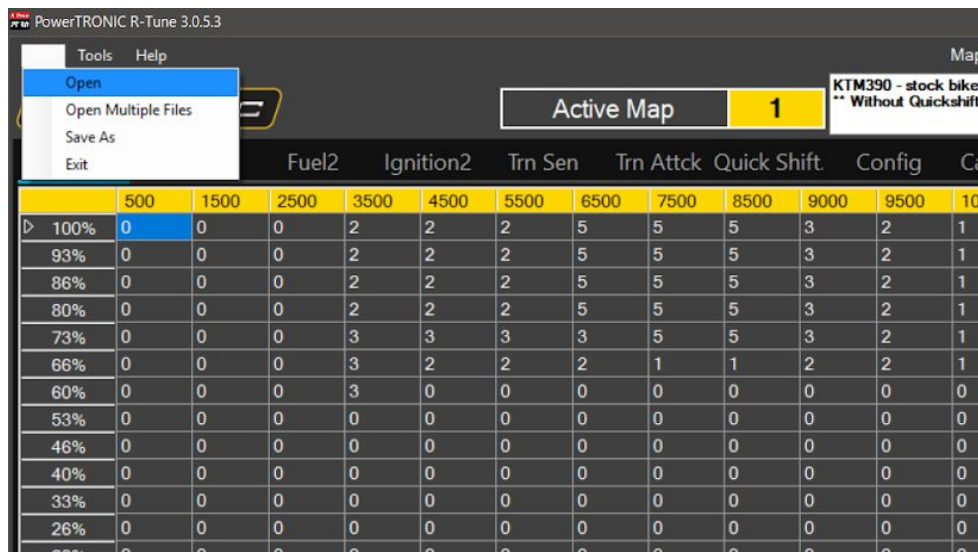 PowerTRONIC R-Tune 3.0.5.3
Tools Help Map
Open
Open Multiple Files
Save As
Exit
Active Map 1
KTM390 - stock bike
** Without Quickshift
Fuel2 Ignition2 Trn Sen Trn Attck Quick Shift. Config
500 1500 2500 3500 4500 5500 6500 7500 8500 9000 9500 10
100% 0 0 0 2 2 2 5 5 5 3 2 1
93% 0 0 0 2 2 2 5 5 5 3 2 1
86% 0 0 0 2 2 2 5 5 5 3 2 1
80% 0 0 0 2 2 2 5 5 5 3 2 1
73% 0 0 0 3 3 3 3 5 5 3 2 1
66% 0 0 0 3 2 2 2 1 1 2 2 1
60% 0 0 0 3 0 0 0 0 0 0 0 0
53% 0 0 0 0 0 0 0 0 0 0 0 0
46% 0 0 0 0 0 0 0 0 0 0 0 0
40% 0 0 0 0 0 0 0 0 0 0 0 0
33% 0 0 0 0 0 0 0 0 0 0 0 0
26% 0 0 0 0 0 0 0 0 0 0 0 0